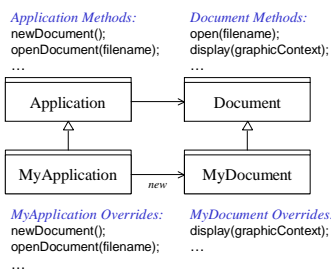 Application Methods:
newDocument();
openDocument(filename);
…
Document Methods:
open(filename);
display(graphicContext);
…
Application
Document
MyApplication
new
MyDocument
MyApplication Overrides:
newDocument();
openDocument(filename);
…
MyDocument Overrides:
display(graphicContext);
…